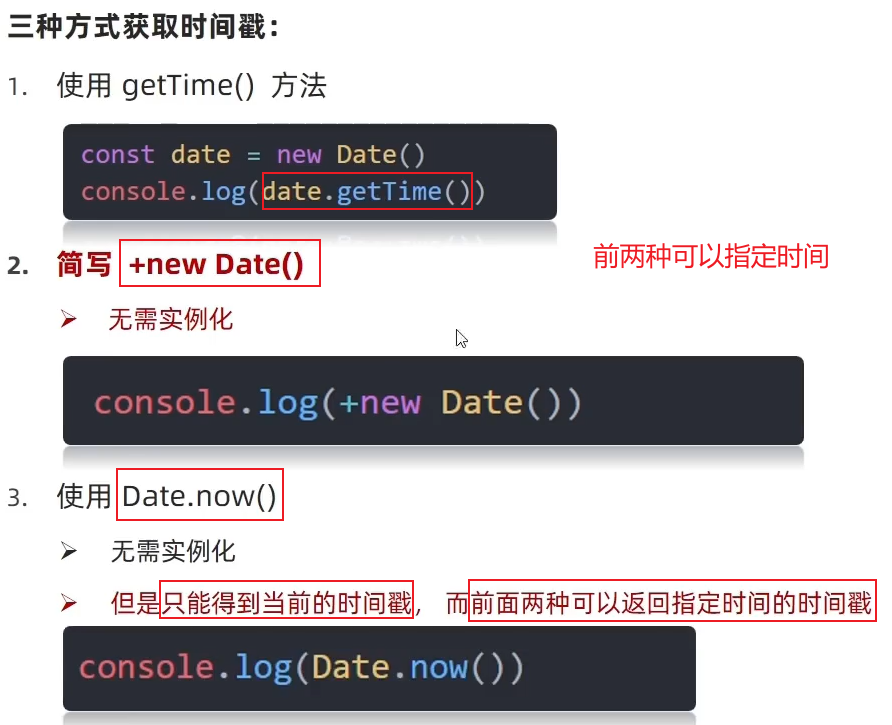 三种方式获取时间戳：
1. 使用 getTime() 方法
const date = new Date()
console.log(date.getTime())
2. 简写 +new Date()
前两种可以指定时间
➢ 无需实例化
console.log(+new Date())
3. 使用 Date.now()
➢ 无需实例化
➢ 但是只能得到当前的时间戳， 而前面两种可以返回指定时间的时间戳
console.log(Date.now())